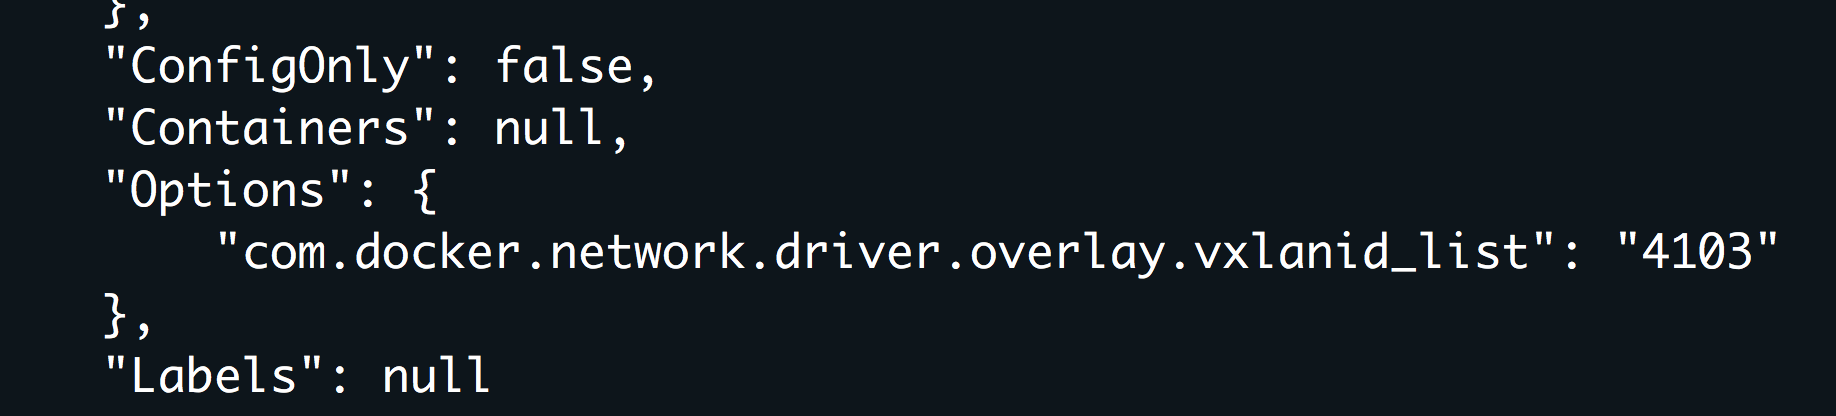 },
"ConfigOnly": false,
"Containers": null,
"Options": {
"com.docker.network.driver.overlay.vxlanid_list": "4103"
},
"Labels": null